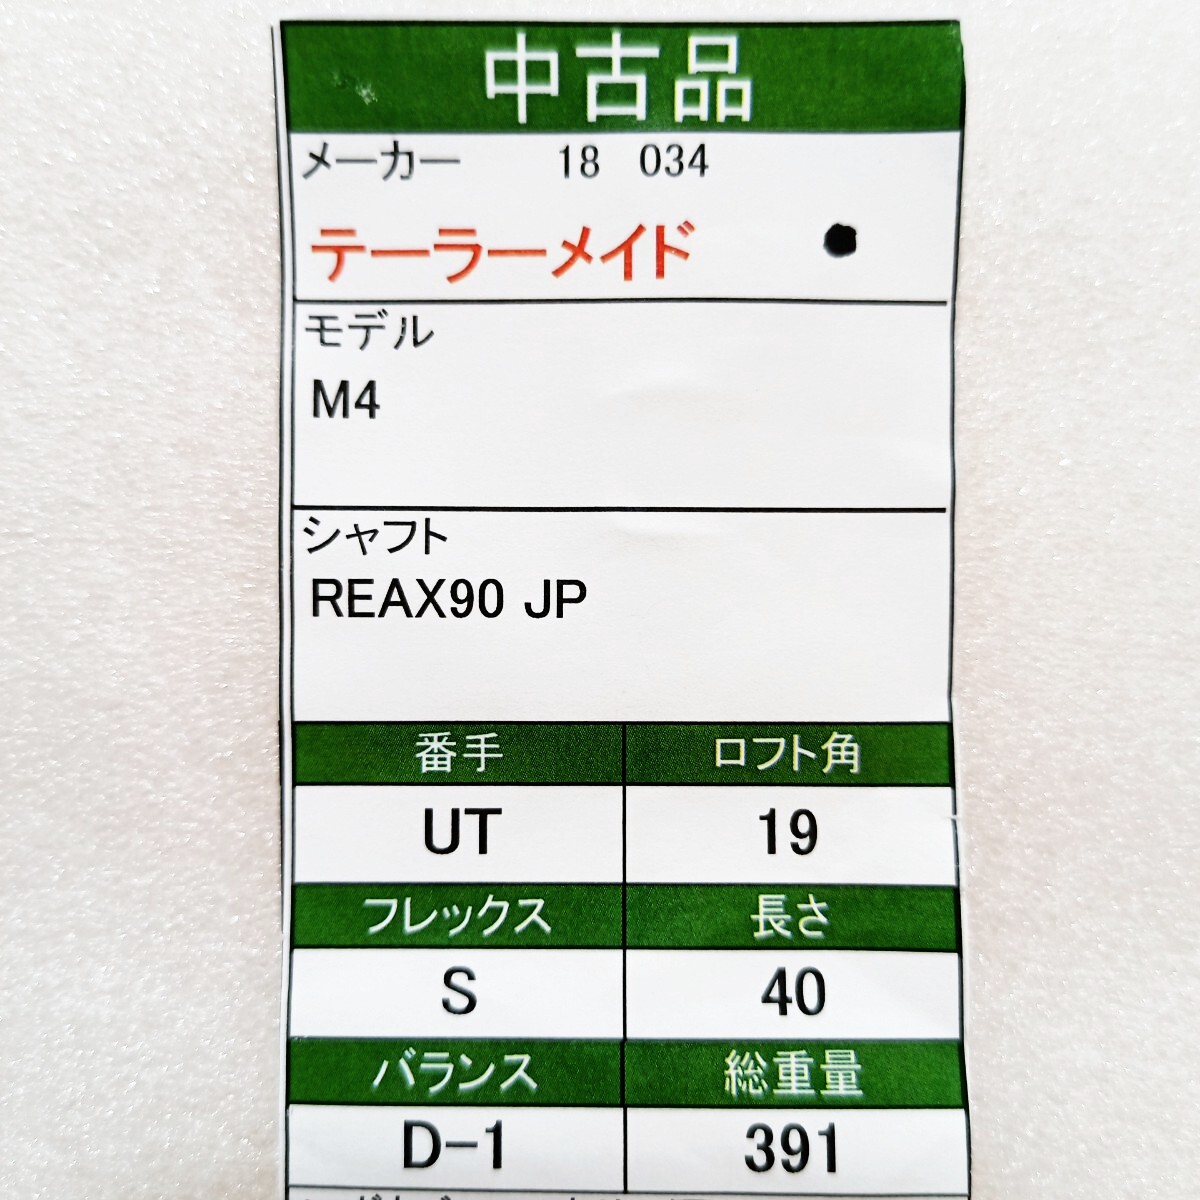 中古品
メーカー 18 034
テーラーメイド
モデル
M4
シャフト
REAX90 JP
番手 ロフト角
UT 19
フレックス 長さ
S 40
バランス 総重量
D-1 391